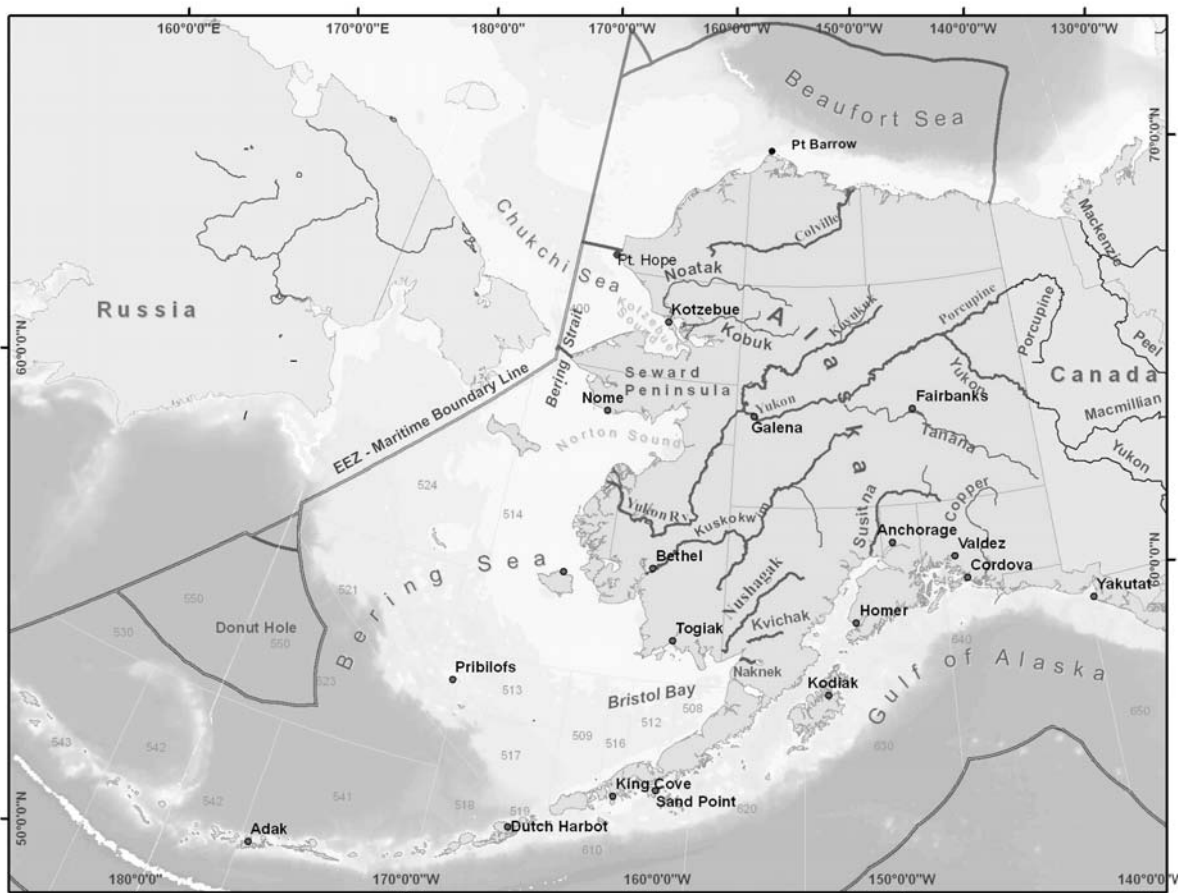 160°0'0"E
170°0'0"E
180°0'0"
170°0'0"W
160°0'0"W
150°0'0"W
140°0'0"W
130°0'0"W
Beaufort Sea
70°0'0"N
Pt Barrow
Chukchi Sea
Colville
Mackenzie
Pt. Hope
Noatak
Russia
400
Kotzebue Sound
Kotzebue
Kobuk
Alaska
Koyukuk
Porcupine
Porcupine
Peel
60°0'0"N
Bering Strait
Seward
Peninsula
Yukon
Canada
EEZ - Maritime Boundary Line
Nome
Yukon
Galena
Fairbanks
Macmillian
Norton Sound
Tanana
Yukon
524
514
Yukon Rv
Kuskokwim
Susitna
Copper
Anchorage
Valdez
Bering Sea
Bethel
Cordova
60°0'0"N
521
550
Yakutat
Nushagak
Homer
530
Donut Hole
550
Togiak
Kvichak
640
Gulf of Alaska
523
Pribilofs
513
Naknek
Kodiak
Bristol Bay
508
512
650
543
542
509
516
517
630
King Cove
Sand Point
542
541
518
519
620
50°0'0"N
Adak
Dutch Harbot
610
180°0'0"
170°0'0"W
160°0'0"W
150°0'0"W
140°0'0"W